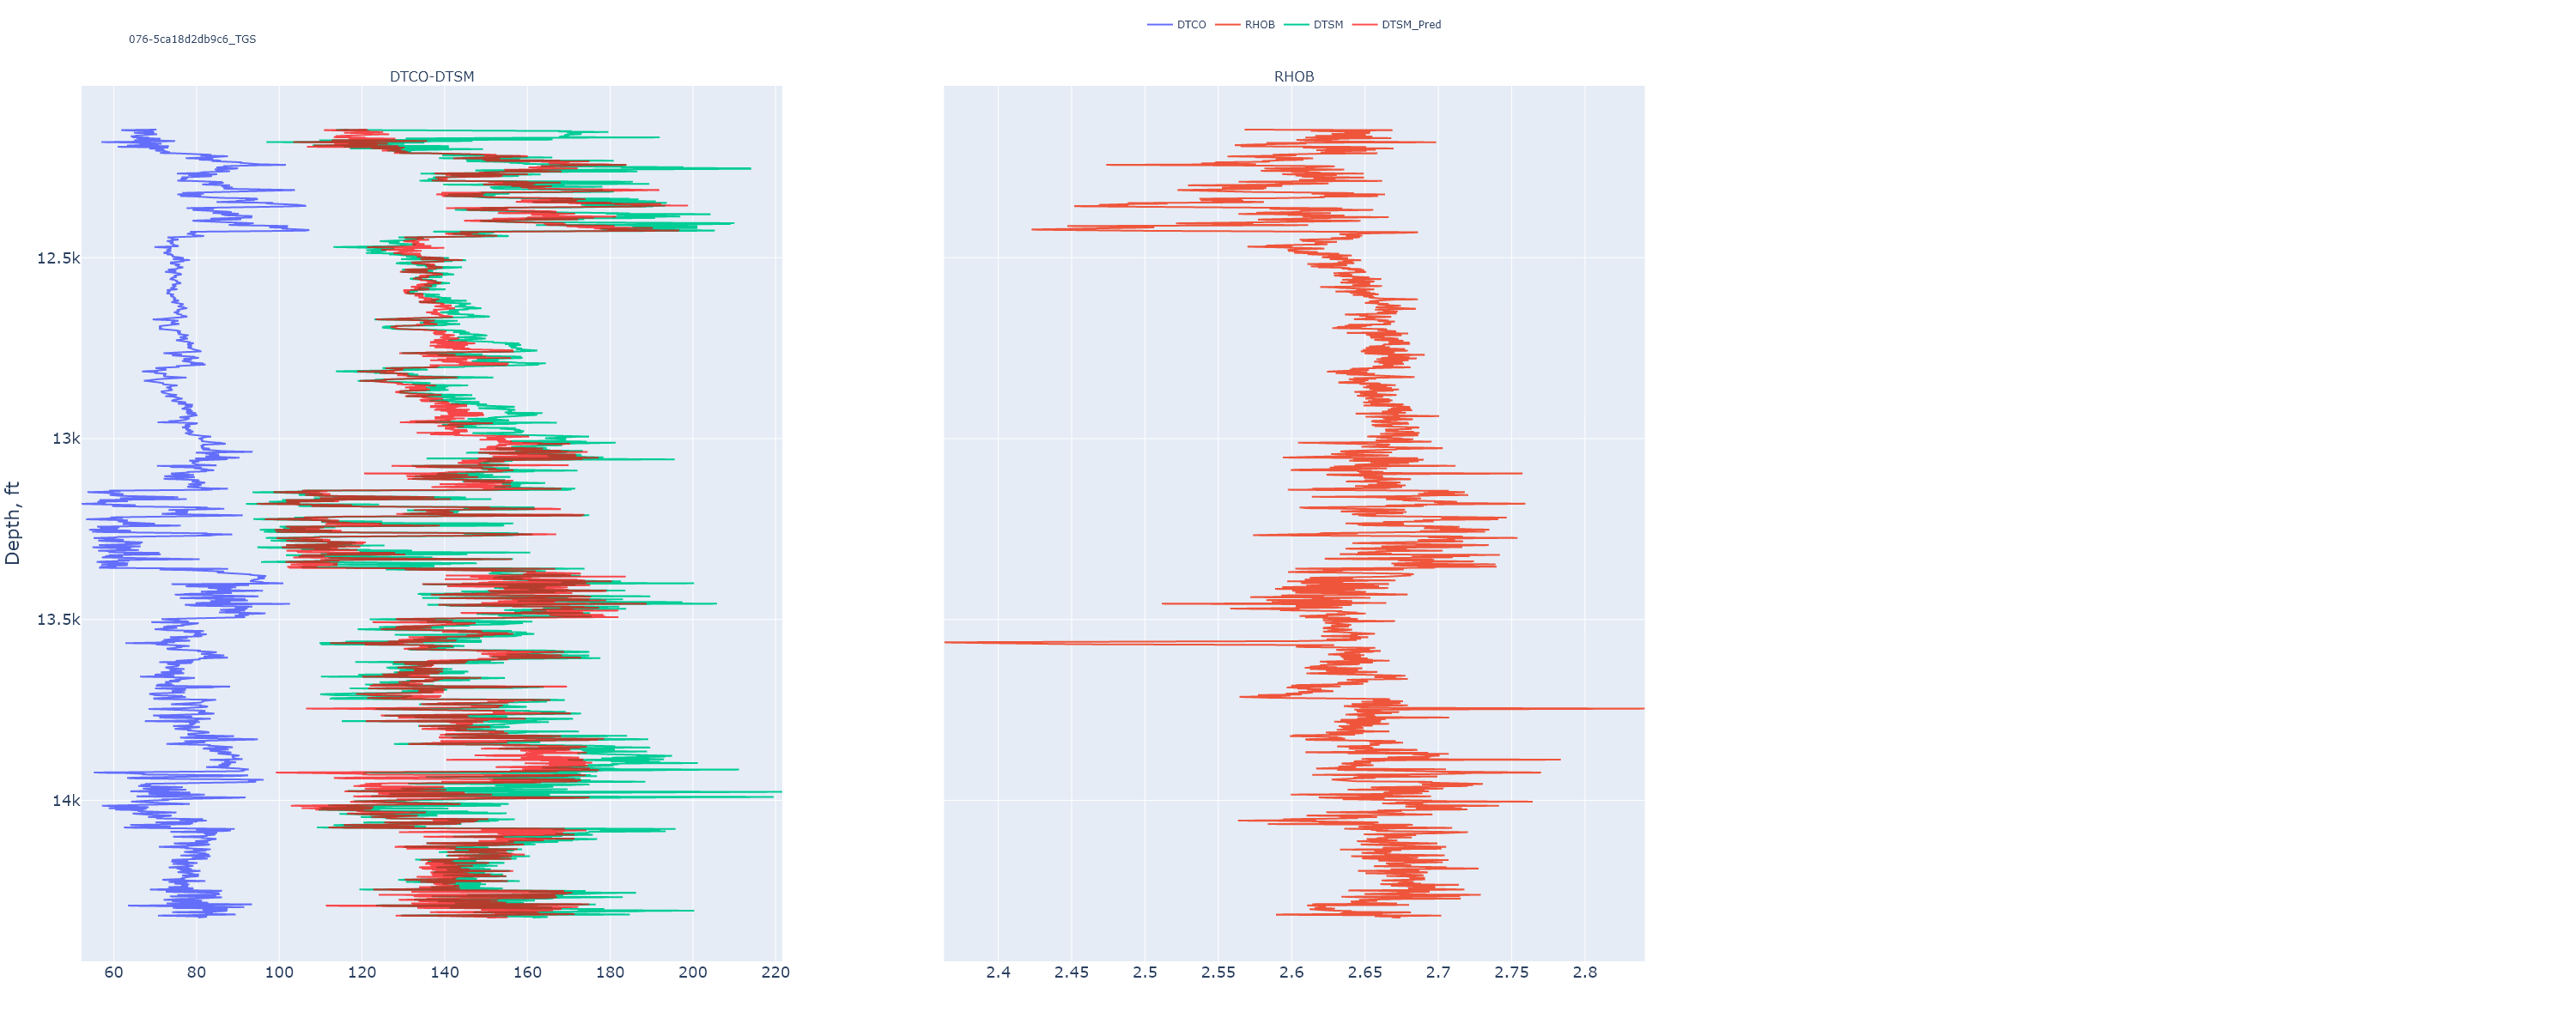 DTCO RHOB DTSM DTSM_Pred
076-5ca18d2db9c6_TGS
DTCO-DTSM
RHOB
Depth, ft
12.5k
13k
13.5k
14k
60 80 100 120 140 160 180 200 220
2.4 2.45 2.5 2.55 2.6 2.65 2.7 2.75 2.8